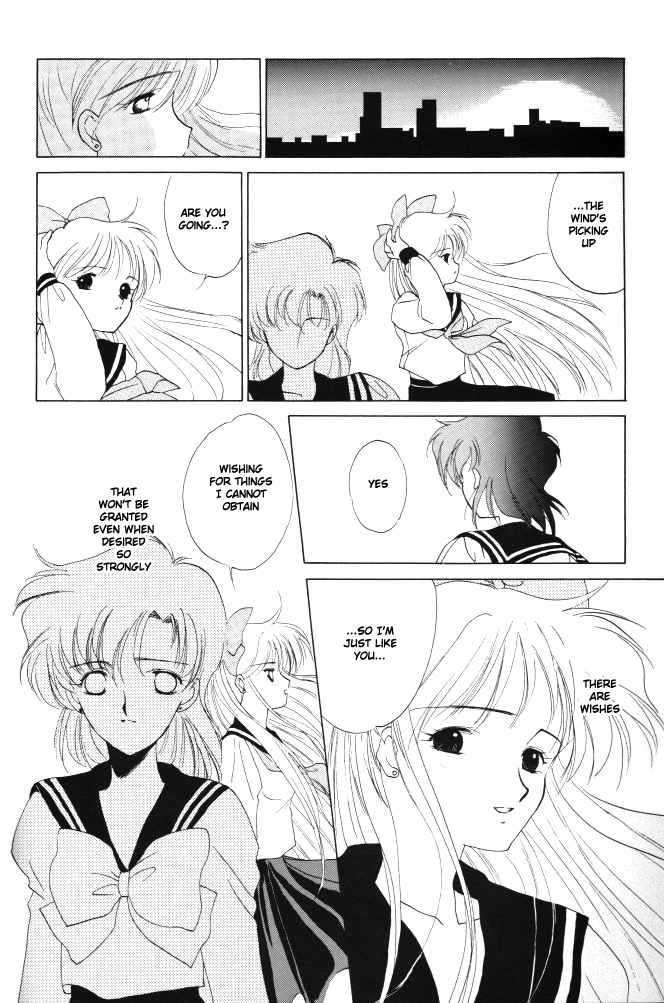 ...THE
WIND'S
PICKING
UP
ARE YOU
GOING...?
YES
WISHING
FOR THINGS
I CANNOT
OBTAIN
THAT
WON'T BE
GRANTED
EVEN WHEN
DESIRED
SO
STRONGLY
THERE
ARE
WISHES
...SO I'M
JUST LIKE
YOU...